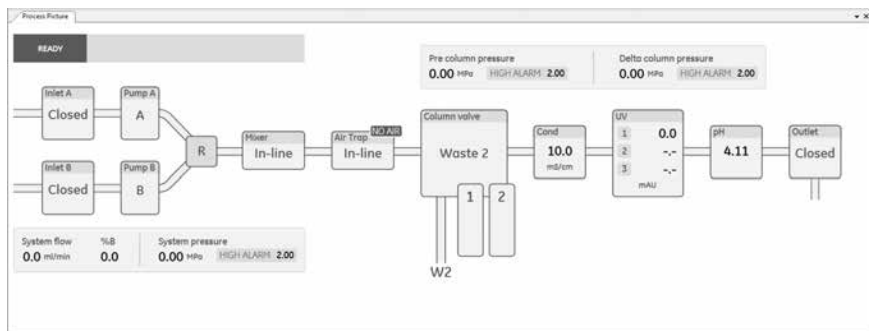 Process Picture
READY
Pre column pressure
0.00 MPa HIGH ALARM 2.00
Delta column pressure
0.00 MPa HIGH ALARM 2.00
Inlet A
Closed
Pump A
A
Inlet B
Closed
Pump B
B
R
Mixer
In-line
Air Trap
NO AIR
In-line
Column valve
Waste 2
1
2
W2
Cond
10.0
mS/cm
UV
1 0.0
2 -.-
3 -.-
mAU
pH
4.11
Outlet
Closed
System flow
0.0 ml/min
%B
0.0
System pressure
0.00 MPa HIGH ALARM 2.00